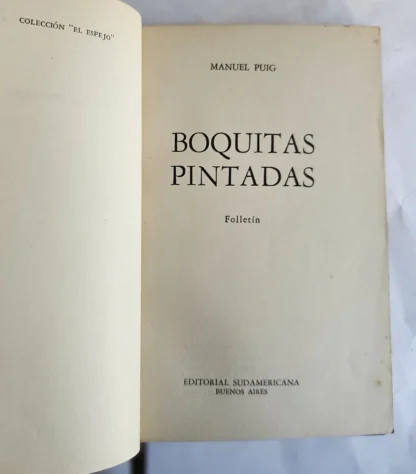 COLECCIÓN "EL ESPEJO"
MANUEL PUIG
BOQUITAS
PINTADAS
Folletín
EDITORIAL SUDAMERICANA
BUENOS AIRES